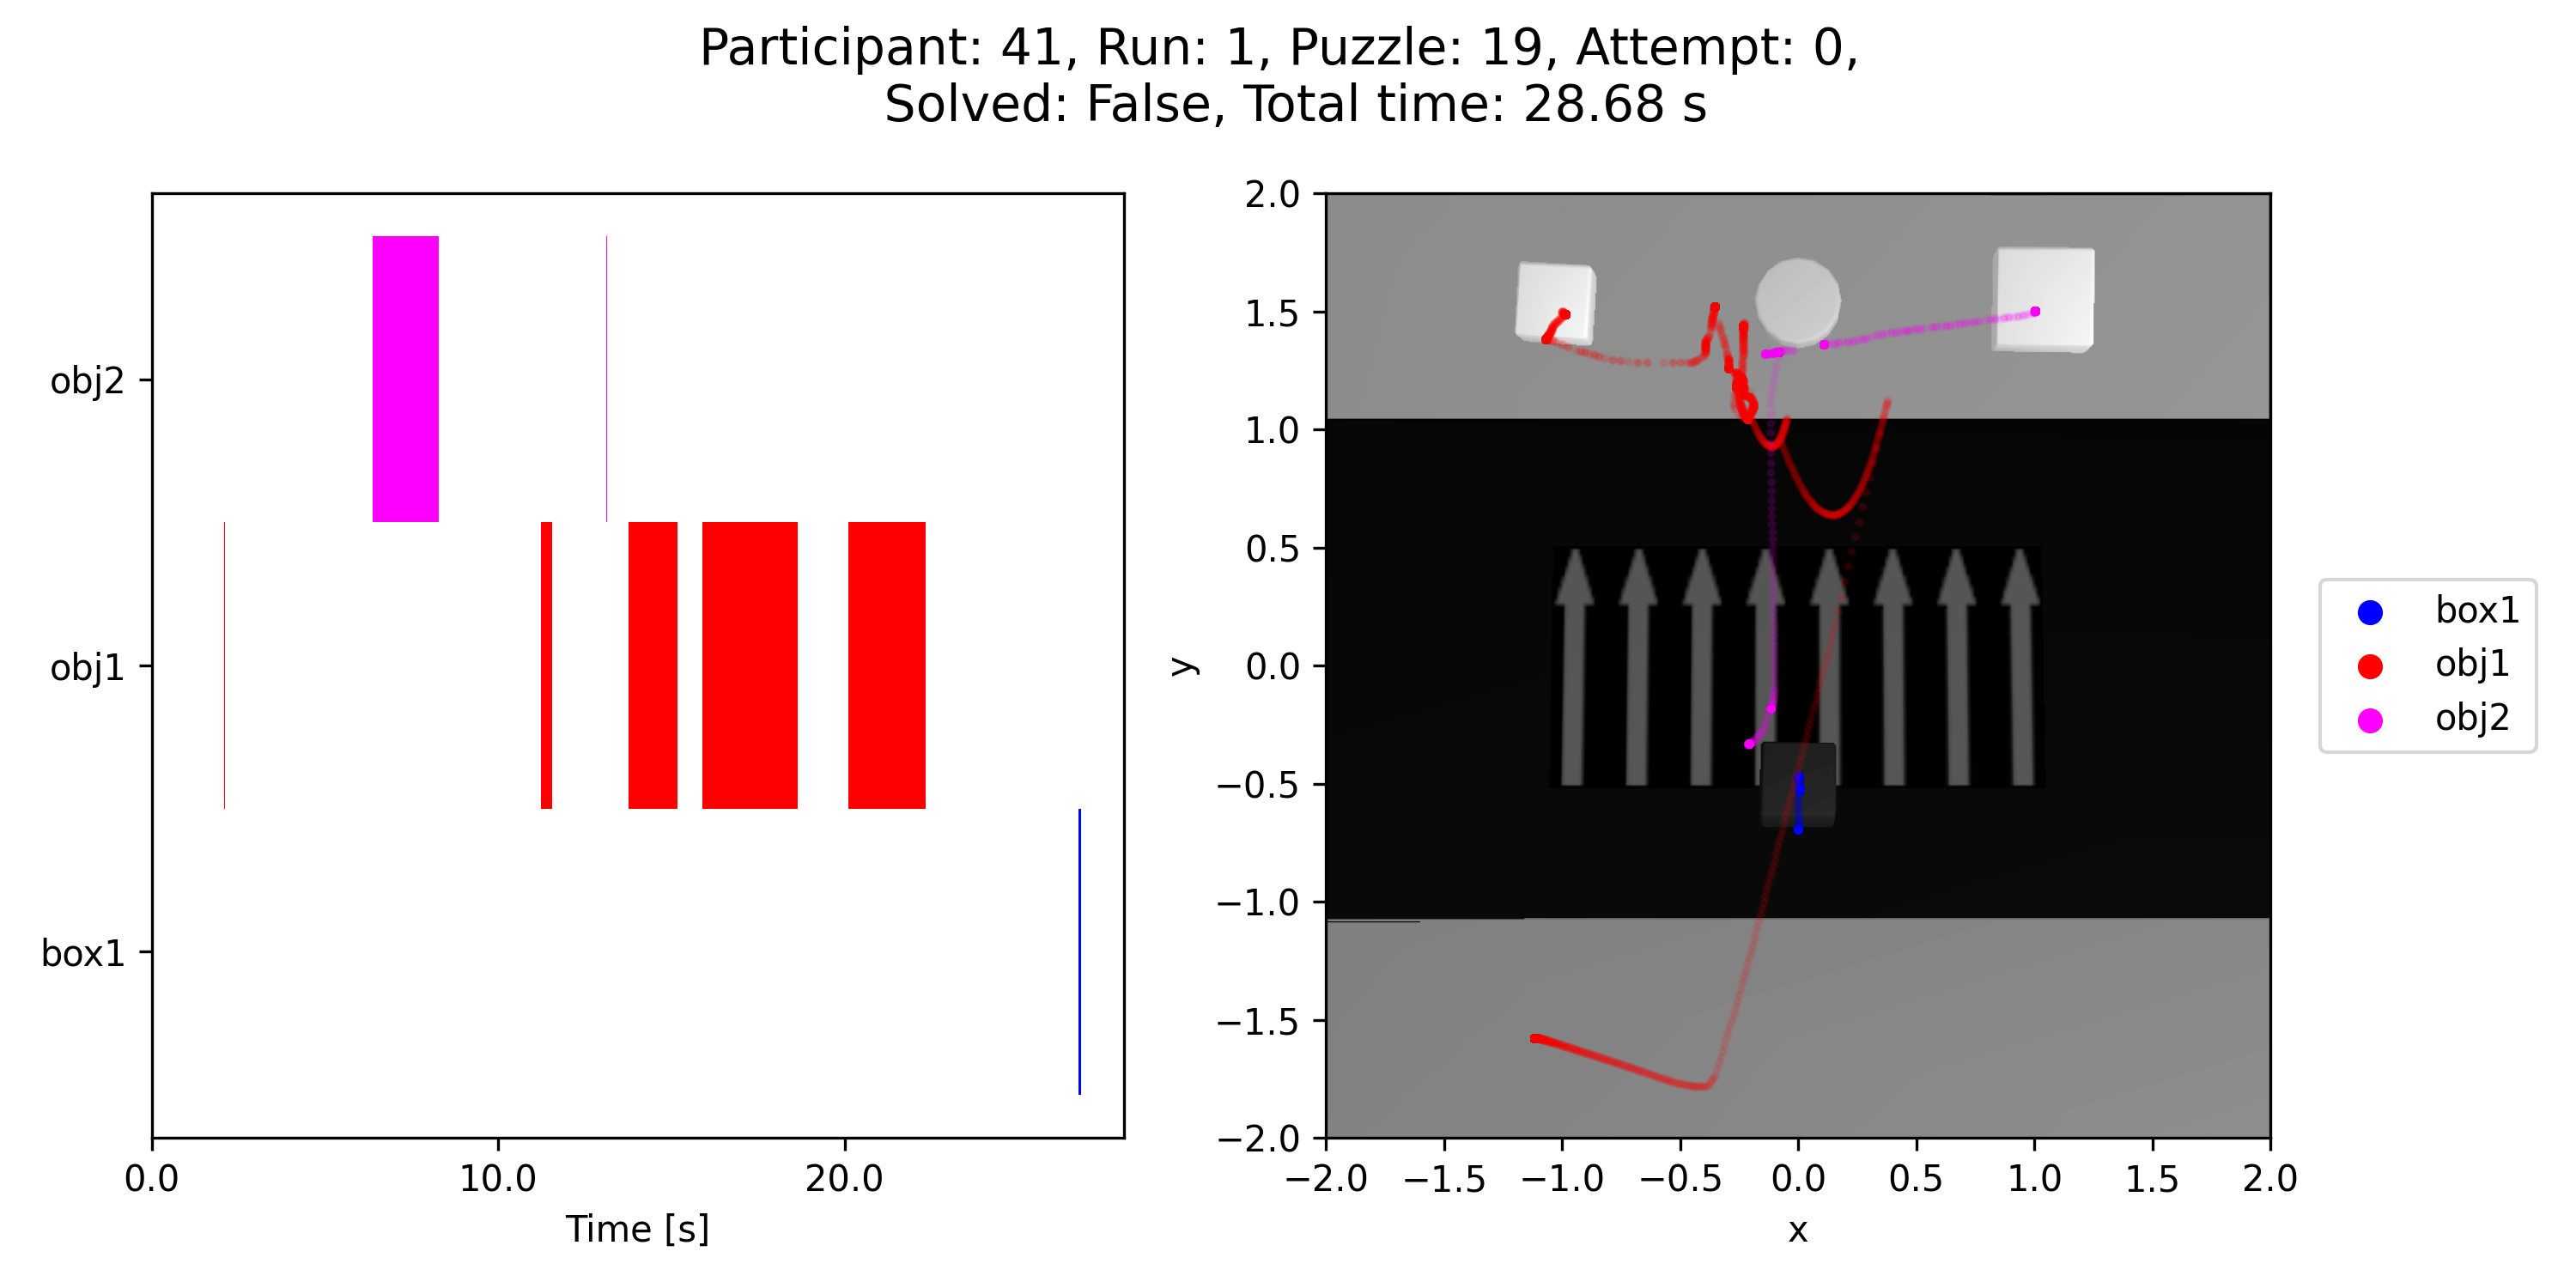 Participant: 41, Run: 1, Puzzle: 19, Attempt: 0,
Solved: False, Total time: 28.68 s
obj2
obj1
box1
0.0 10.0 20.0
Time [s]
2.0
1.5
1.0
0.5
0.0
−0.5
−1.0
−1.5
−2.0
y
−2.0 −1.5 −1.0 −0.5 0.0 0.5 1.0 1.5 2.0
x
box1
obj1
obj2